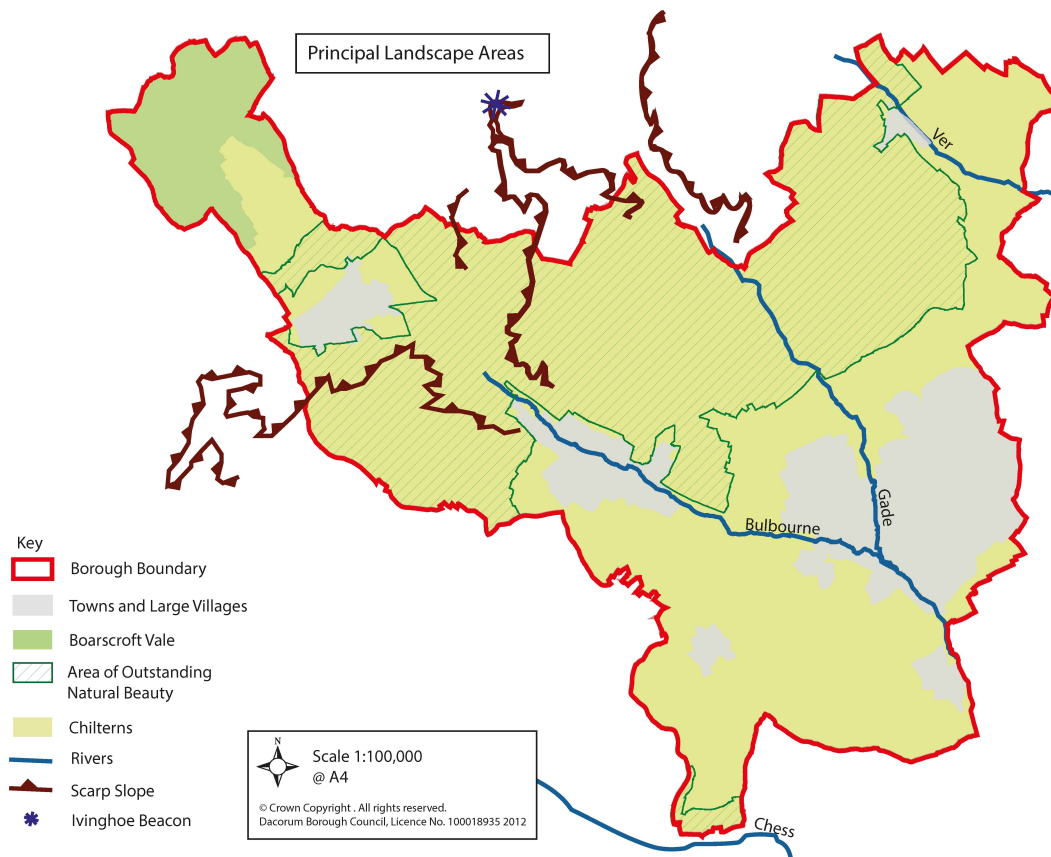 Principal Landscape Areas
Ver
Gade
Bulbourne
Key
Borough Boundary
Towns and Large Villages
Boarscroft Vale
Area of Outstanding
Natural Beauty
Chilterns
Rivers
Scarp Slope
Ivinghoe Beacon
N
Scale 1:100,000
@ A4
© Crown Copyright . All rights reserved.
Dacorum Borough Council, Licence No. 100018935 2012
Chess